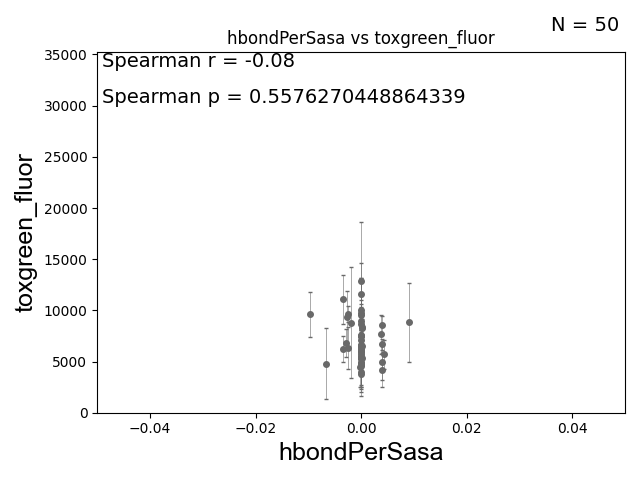 N = 50
hbondPerSasa vs toxgreen_fluor
Spearman r = -0.08
Spearman p = 0.5576270448864339
35000
30000
25000
20000
15000
10000
5000
0
toxgreen_fluor
−0.04 −0.02 0.00 0.02 0.04
hbondPerSasa